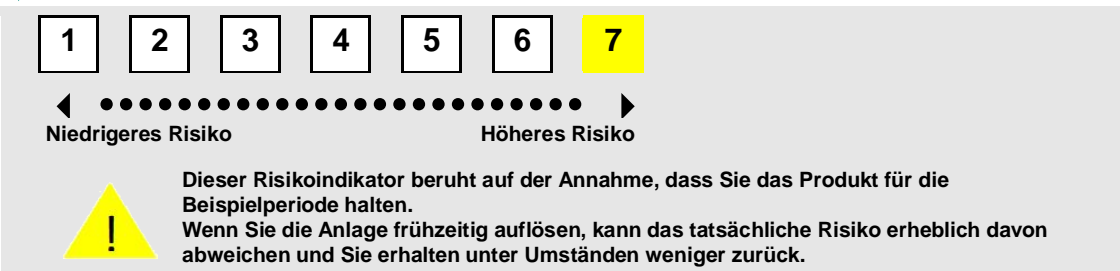 1 2 3 4 5 6 7
Niedrigeres Risiko Höheres Risiko
Dieser Risikoindikator beruht auf der Annahme, dass Sie das Produkt für die
Beispielperiode halten.
! Wenn Sie die Anlage frühzeitig auflösen, kann das tatsächliche Risiko erheblich davon
abweichen und Sie erhalten unter Umständen weniger zurück.